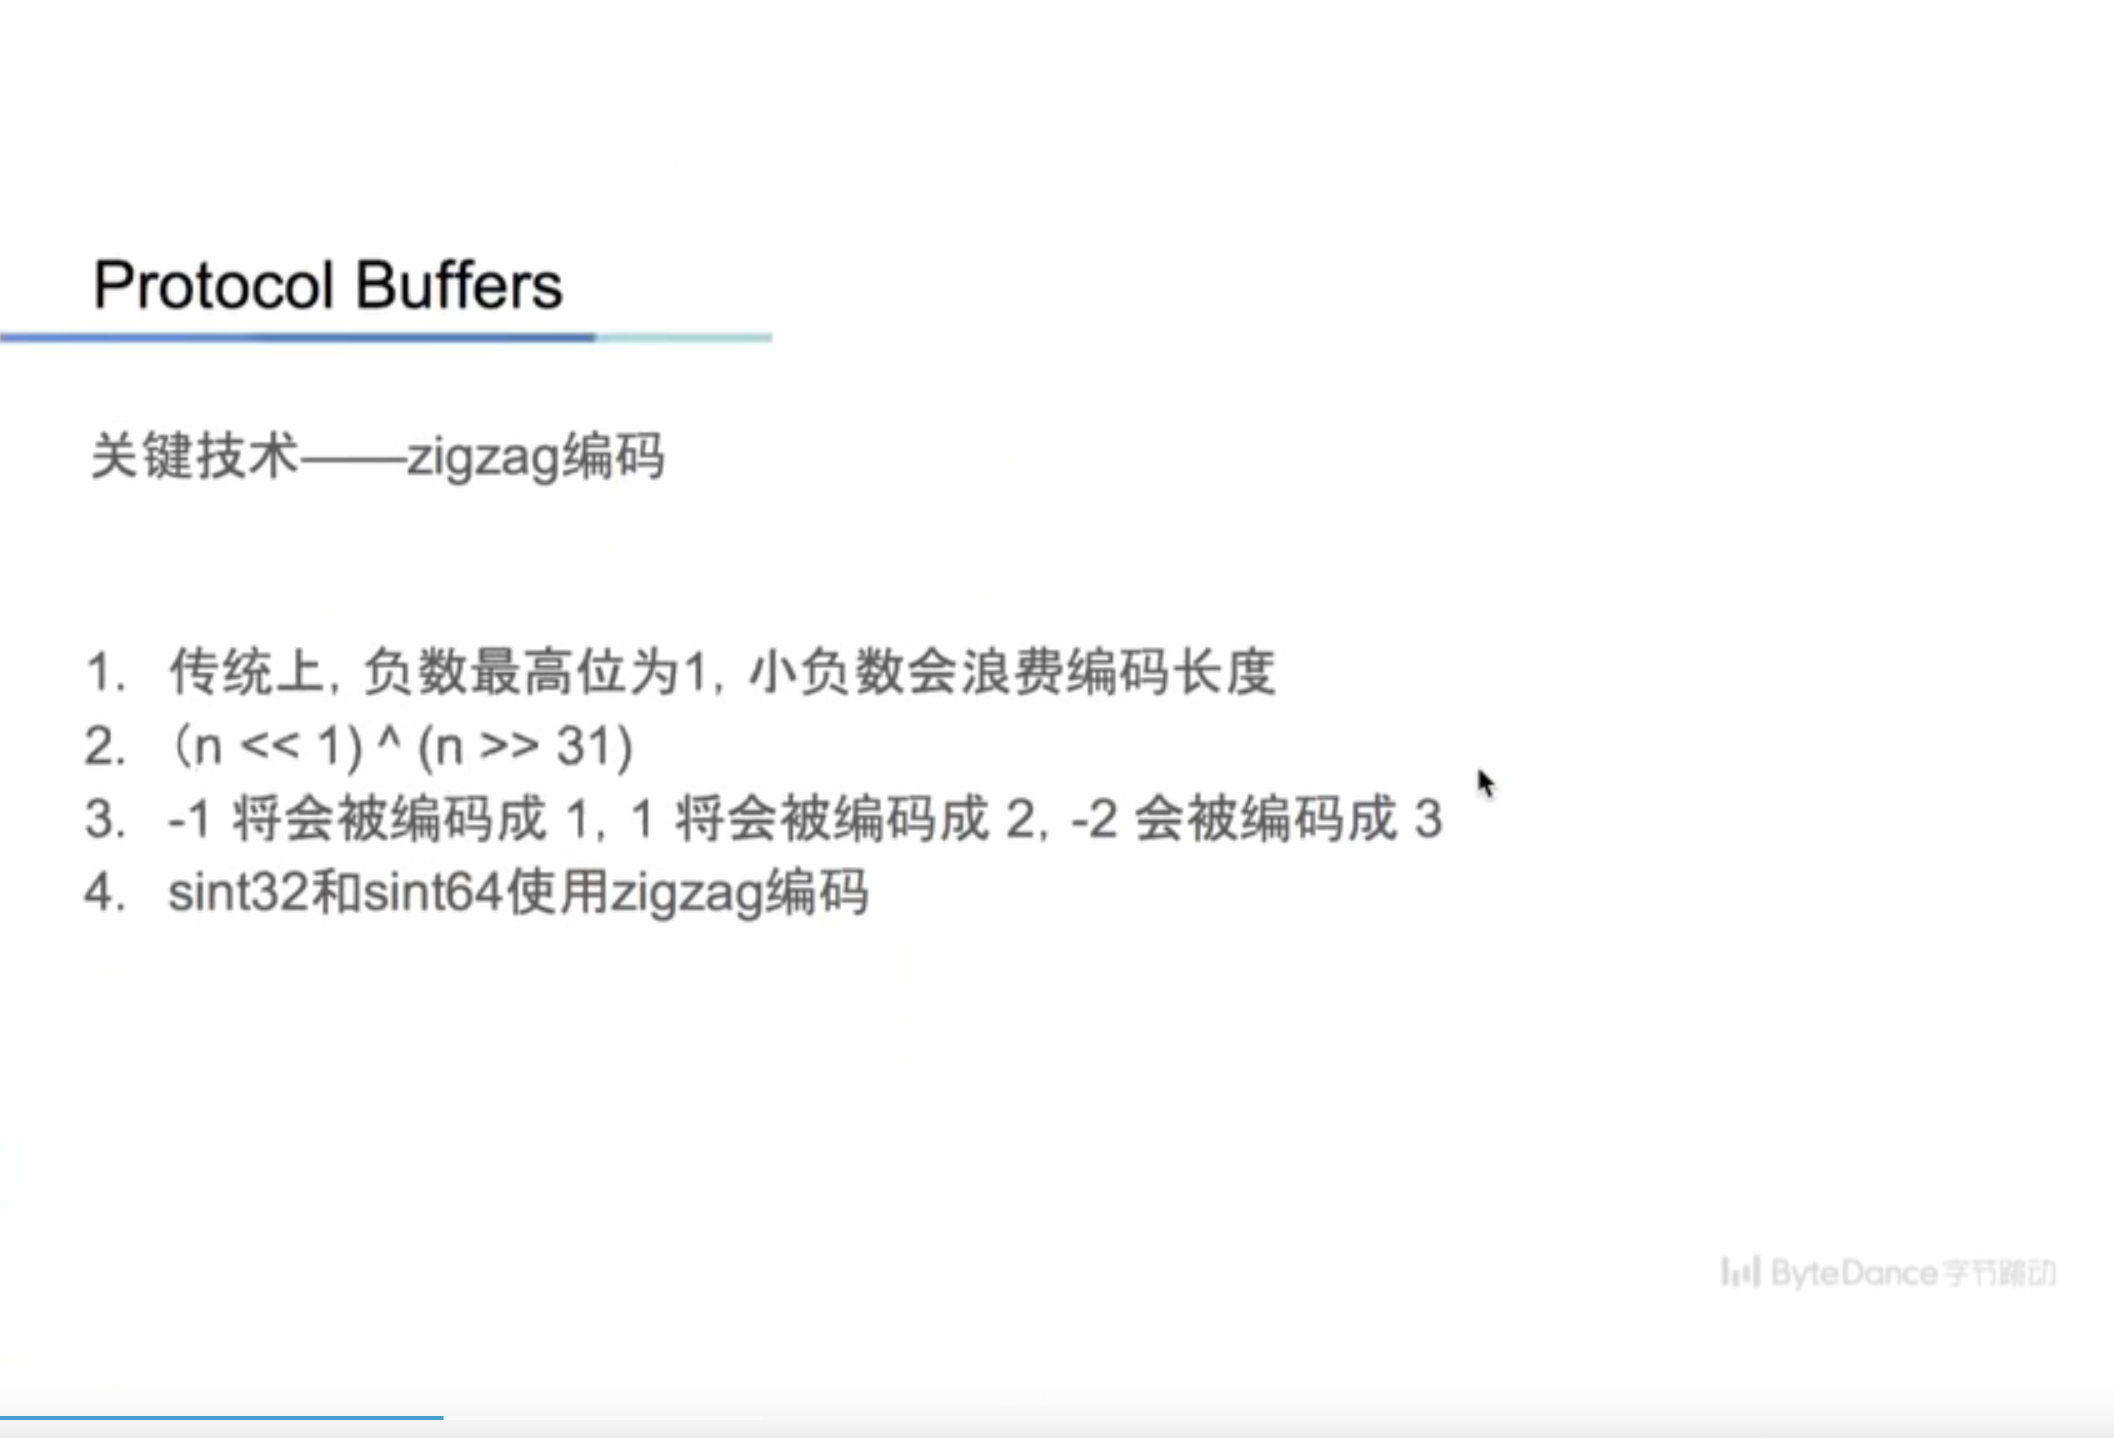 Protocol Buffers
关键技术——zigzag编码
1. 传统上, 负数最高位为1, 小负数会浪费编码长度
2. （n << 1) ^ (n >> 31)
3. -1 将会被编码成 1, 1 将会被编码成 2, -2 会被编码成 3
4. sint32和sint64使用zigzag编码
ByteDance字节跳动